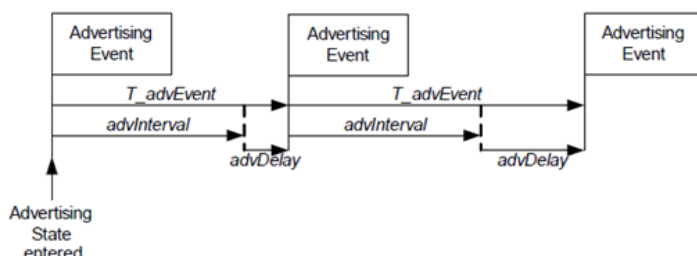 Advertising
Event
Advertising
Event
Advertising
Event
T_advEvent
T_advEvent
advInterval
advInterval
advDelay
advDelay
Advertising
State
entered